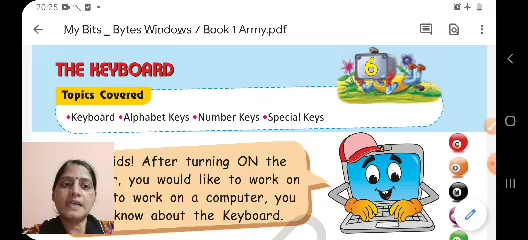 20:25
My Bits _ Bytes Windows 7 Book 1 Army.pdf
THE KEYBOARD
6
Topics Covered
•Keyboard •Alphabet Keys •Number Keys •Special Keys
ids! After turning ON the
r, you would like to work on
to work on a computer, you
know about the Keyboard.
C
O
M